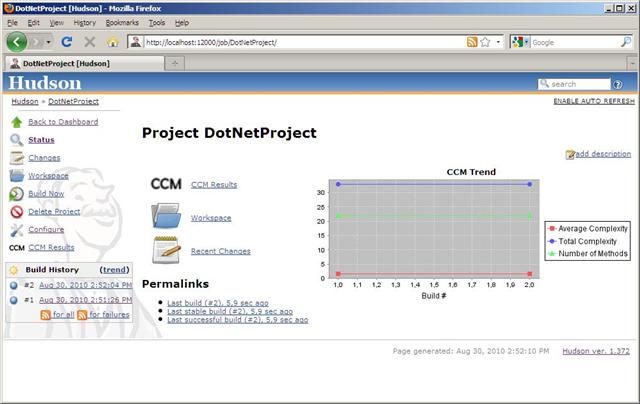 DotNetProject [Hudson] - Mozilla Firefox
File Edit View History Bookmarks Tools Help
http://localhost:12000/job/DotNetProject/
Google
DotNetProject [Hudson]
Hudson
search
Hudson » DotNetProject
ENABLE AUTO REFRESH
Back to Dashboard
Status
Changes
Workspace
Build Now
Delete Project
Configure
CCM CCM Results
Build History (trend)
#2 Aug 30, 2010 2:52:04 PM
#1 Aug 30, 2010 2:51:26 PM
for all for failures
Project DotNetProject
add description
CCM CCM Results
Workspace
Recent Changes
CCM Trend
30
25
20
15
10
5
0
1,0 1,1 1,2 1,3 1,4 1,5 1,6 1,7 1,8 1,9 2,0
Build #
Average Complexity
Total Complexity
Number of Methods
Permalinks
Last build (#2), 5,9 sec ago
Last stable build (#2), 5,9 sec ago
Last successful build (#2), 5,9 sec ago
Page generated: Aug 30, 2010 2:52:10 PM Hudson ver. 1.372